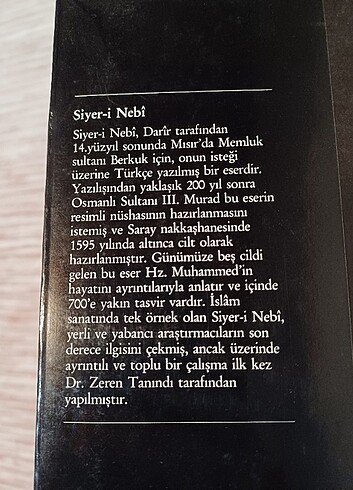 Siyer-i Nebî
Siyer-i Nebî, Darîr tarafından
14.yüzyıl sonunda Mısır'da Memluk
sultanı Berkuk için, onun isteği
üzerine Türkçe yazılmış bir eserdir.
Yazılışından yaklaşık 200 yıl sonra
Osmanlı Sultanı III. Murad bu eserin
resimli nüshasının hazırlanmasını
istemiş ve Saray nakkaşhanesinde
1595 yılında altınca cilt olarak
hazırlanmıştır. Günümüze beş cildi
gelen bu eser Hz. Muhammed'in
hayatını ayrıntılarıyla anlatır ve içinde
700'e yakın tasvir vardır. İslâm
sanatında tek örnek olan Siyer-i Nebî,
yerli ve yabancı araştırmacıların son
derece ilgisini çekmiş, ancak üzerinde
ayrıntılı ve toplu bir çalışma ilk kez
Dr. Zeren Tanındı tarafından
yapılmıştır.